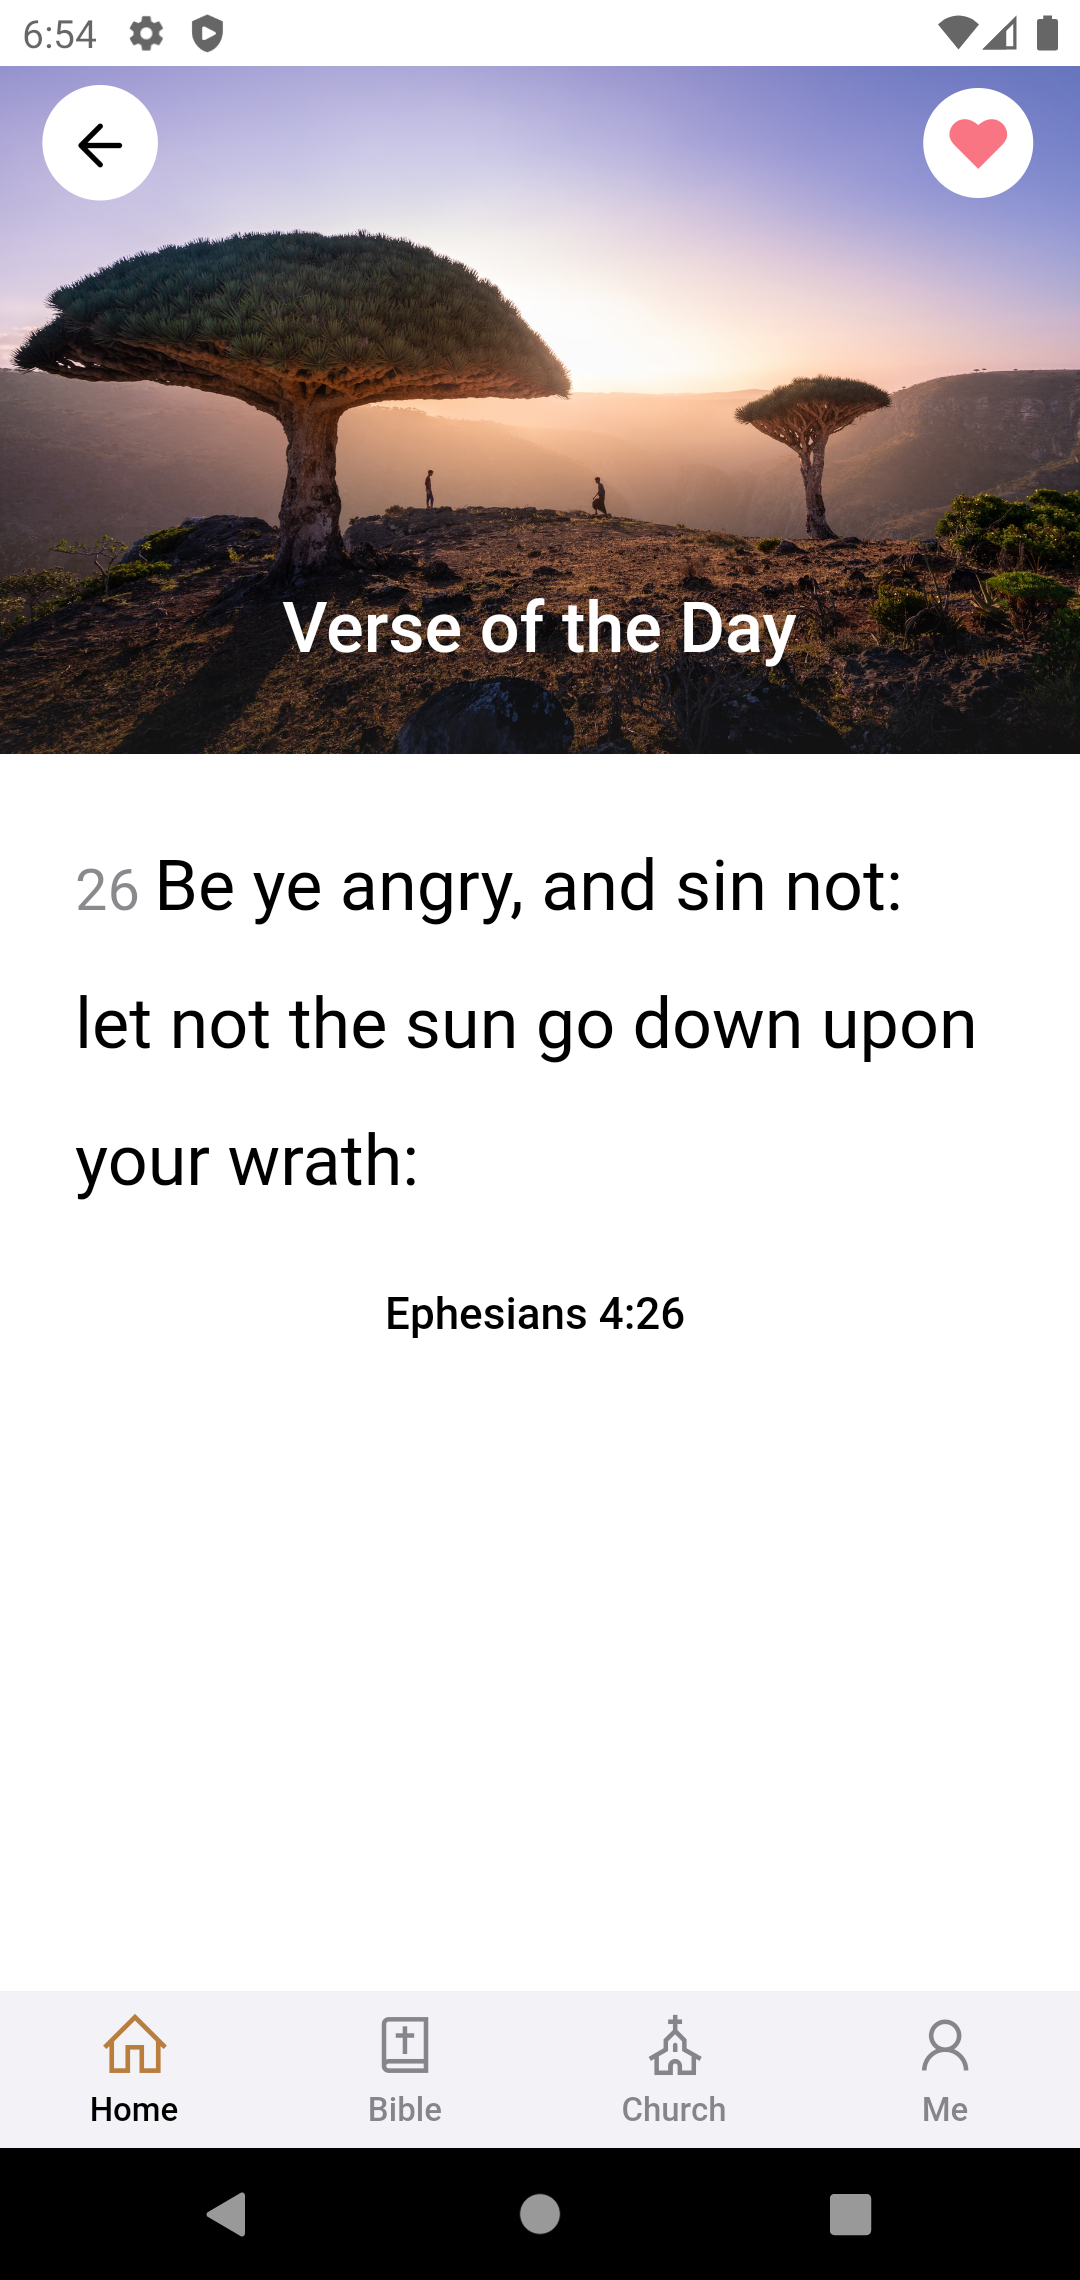 6:54
Verse of the Day
26 Be ye angry, and sin not:
let not the sun go down upon
your wrath:
Ephesians 4:26
Home
Bible
Church
Me